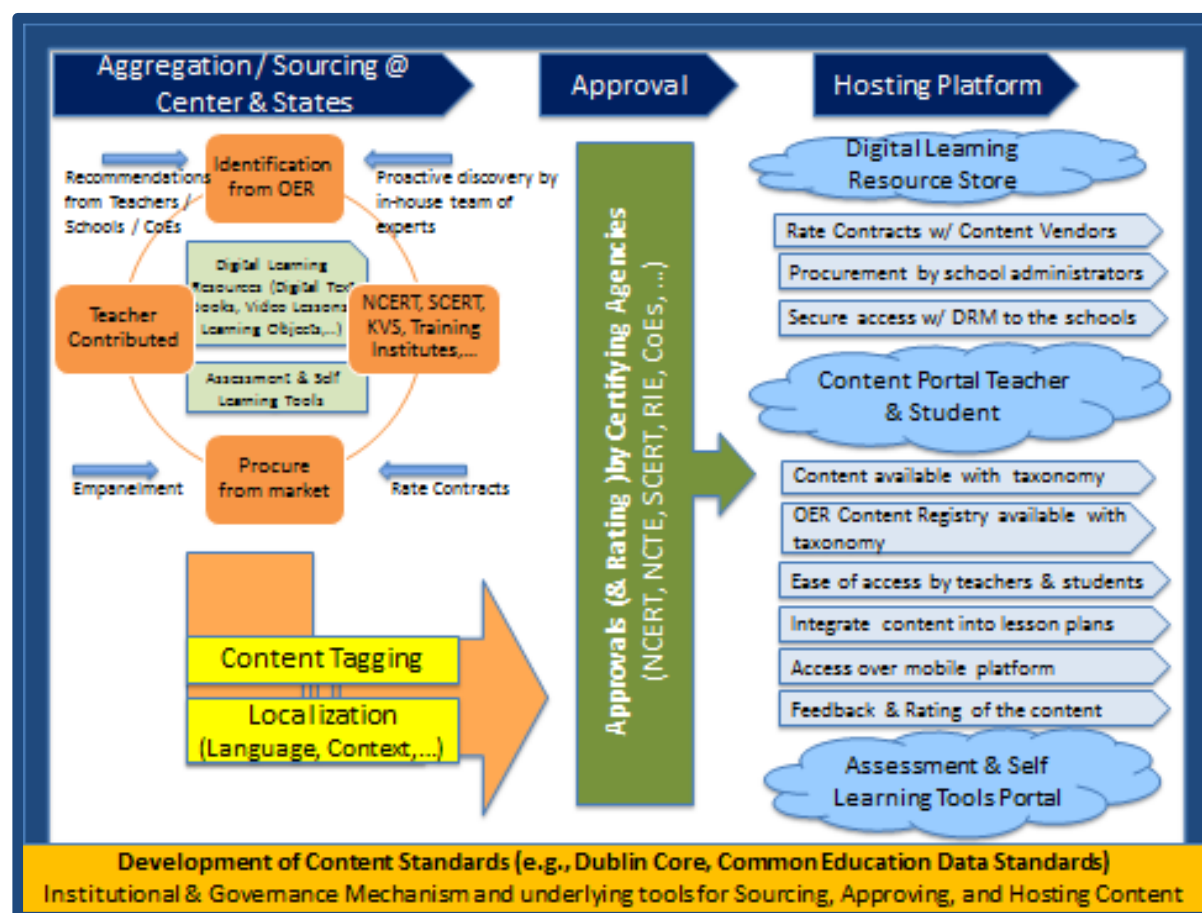 Aggregation / Sourcing @
Center & States
Approval
Hosting Platform
Identification
from OER
Recommendations
from Teachers /
Schools / CoEs
Proactive discovery by
in-house team of
experts
Digital Learning
Resources (Digital Text
Books, Video Lessons
Learning Objects,...)
Teacher
Contributed
NCERT, SCERT,
KVS, Training
Institutes,...
Assessment & Self
Learning Tools
Procure
from market
Empanelment
Rate Contracts
Content Tagging
Localization
(Language, Context,...)
Approvals (& Rating )by Certifying Agencies
(NCERT, NCTE, SCERT, RIE, CoEs, ...)
Digital Learning
Resource Store
Rate Contracts w/ Content Vendors
Procurement by school administrators
Secure access w/ DRM to the schools
Content Portal Teacher
& Student
Content available with taxonomy
OER Content Registry available with
taxonomy
Ease of access by teachers & students
Integrate content into lesson plans
Access over mobile platform
Feedback & Rating of the content
Assessment & Self
Learning Tools Portal
Development of Content Standards (e.g., Dublin Core, Common Education Data Standards)
Institutional & Governance Mechanism and underlying tools for Sourcing, Approving, and Hosting Content